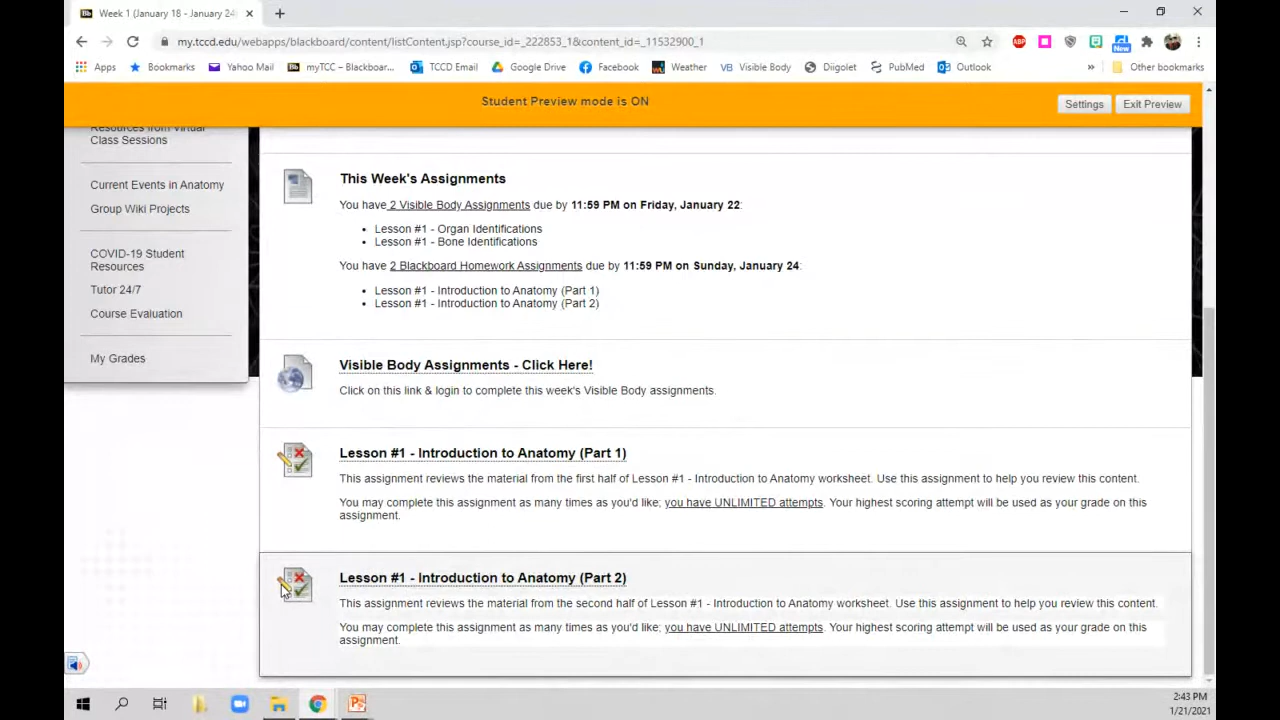 Week 1 (January 18 - January 24
my.tccd.edu/webapps/blackboard/content/listContent.jsp?course_id=_222853_1&content_id=_11532900_1
ABP
New
Apps
Bookmarks
Yahoo Mail
myTCC – Blackboar...
TCCD Email
Google Drive
Facebook
Weather
Visible Body
Diigolet
PubMed
Outlook
»
Other bookmarks
Student Preview mode is ON
Settings
Exit Preview
Resources from Virtual
Class Sessions
Current Events in Anatomy
Group Wiki Projects
COVID-19 Student
Resources
Tutor 24/7
Course Evaluation
My Grades
This Week's Assignments
You have 2 Visible Body Assignments due by 11:59 PM on Friday, January 22:
• Lesson #1 - Organ Identifications
• Lesson #1 - Bone Identifications
You have 2 Blackboard Homework Assignments due by 11:59 PM on Sunday, January 24:
• Lesson #1 - Introduction to Anatomy (Part 1)
• Lesson #1 - Introduction to Anatomy (Part 2)
Visible Body Assignments - Click Here!
Click on this link & login to complete this week's Visible Body assignments.
Lesson #1 - Introduction to Anatomy (Part 1)
This assignment reviews the material from the first half of Lesson #1 - Introduction to Anatomy worksheet. Use this assignment to help you review this content.
You may complete this assignment as many times as you'd like; you have UNLIMITED attempts. Your highest scoring attempt will be used as your grade on this
assignment.
Lesson #1 - Introduction to Anatomy (Part 2)
This assignment reviews the material from the second half of Lesson #1 - Introduction to Anatomy worksheet. Use this assignment to help you review this content.
You may complete this assignment as many times as you'd like; you have UNLIMITED attempts. Your highest scoring attempt will be used as your grade on this
assignment.
2:43 PM
1/21/2021